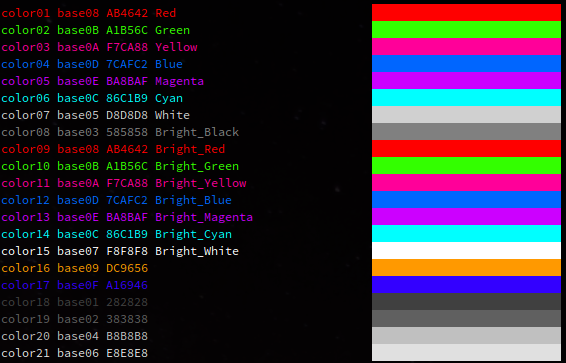 color01 base08 AB4642 Red
color02 base0B A1B56C Green
color03 base0A F7CA88 Yellow
color04 base0D 7CAFC2 Blue
color05 base0E BA8BAF Magenta
color06 base0C 86C1B9 Cyan
color07 base05 D8D8D8 White
color08 base03 585858 Bright_Black
color09 base08 AB4642 Bright_Red
color10 base0B A1B56C Bright_Green
color11 base0A F7CA88 Bright_Yellow
color12 base0D 7CAFC2 Bright_Blue
color13 base0E BA8BAF Bright_Magenta
color14 base0C 86C1B9 Bright_Cyan
color15 base07 F8F8F8 Bright_White
color16 base09 DC9656
color17 base0F A16946
color18 base01 282828
color19 base02 383838
color20 base04 B8B8B8
color21 base06 E8E8E8